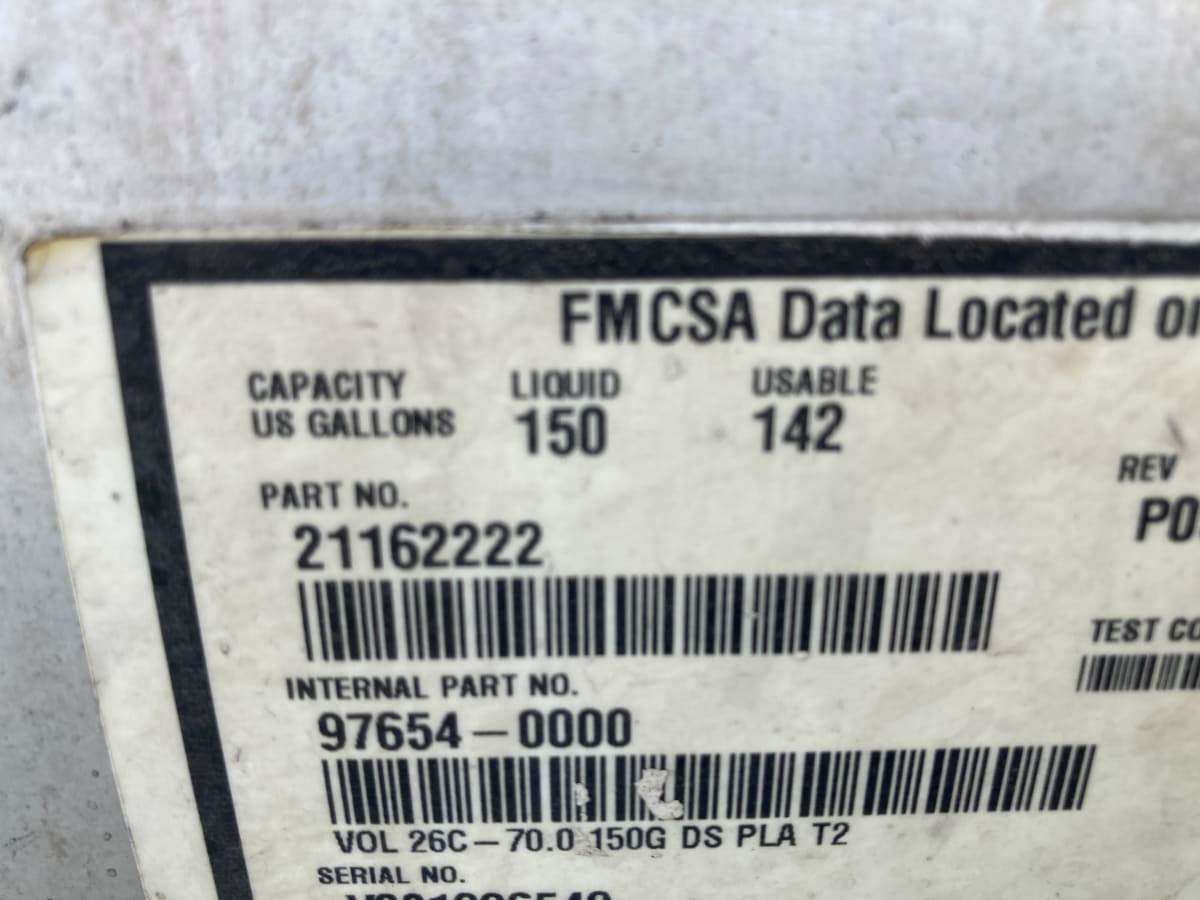 FMCSA Data Located
CAPACITY LIQUID USABLE
US GALLONS 150 142
REV
PART NO.
21162222
TEST
INTERNAL PART NO.
97654-0000
VOL 26C-70.0 150G DS PLA T2
SERIAL NO.